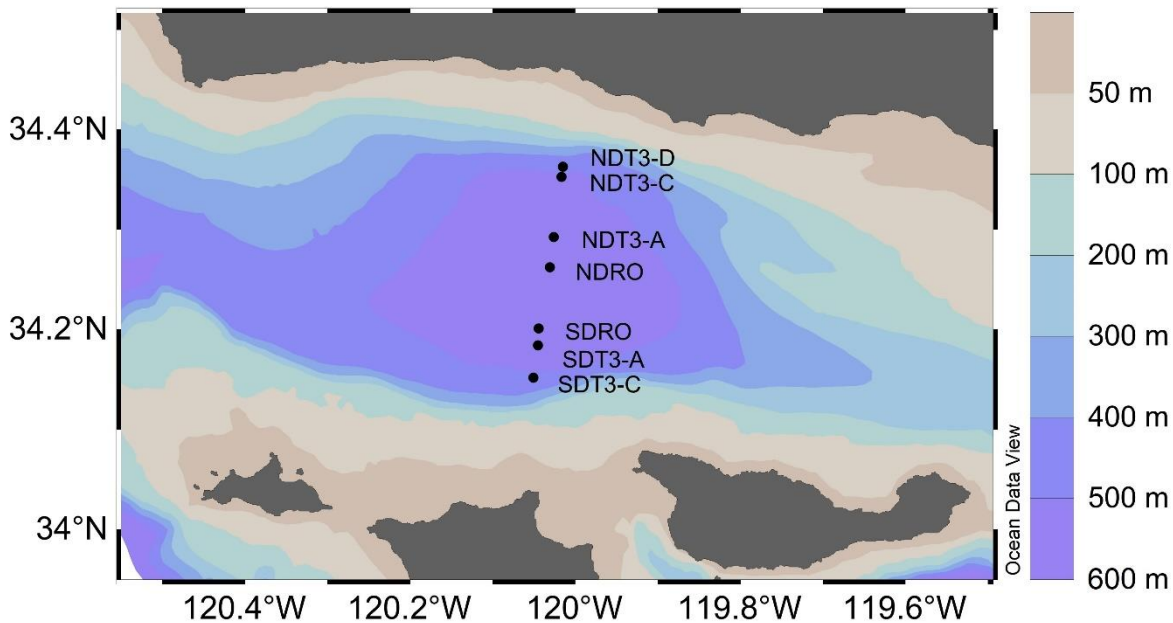 34.4°N
34.2°N
34°N
NDT3-D
NDT3-C
NDT3-A
NDRO
SDRO
SDT3-A
SDT3-C
120.4°W
120.2°W
120°W
119.8°W
119.6°W
Ocean Data View
50 m
100 m
200 m
300 m
400 m
500 m
600 m